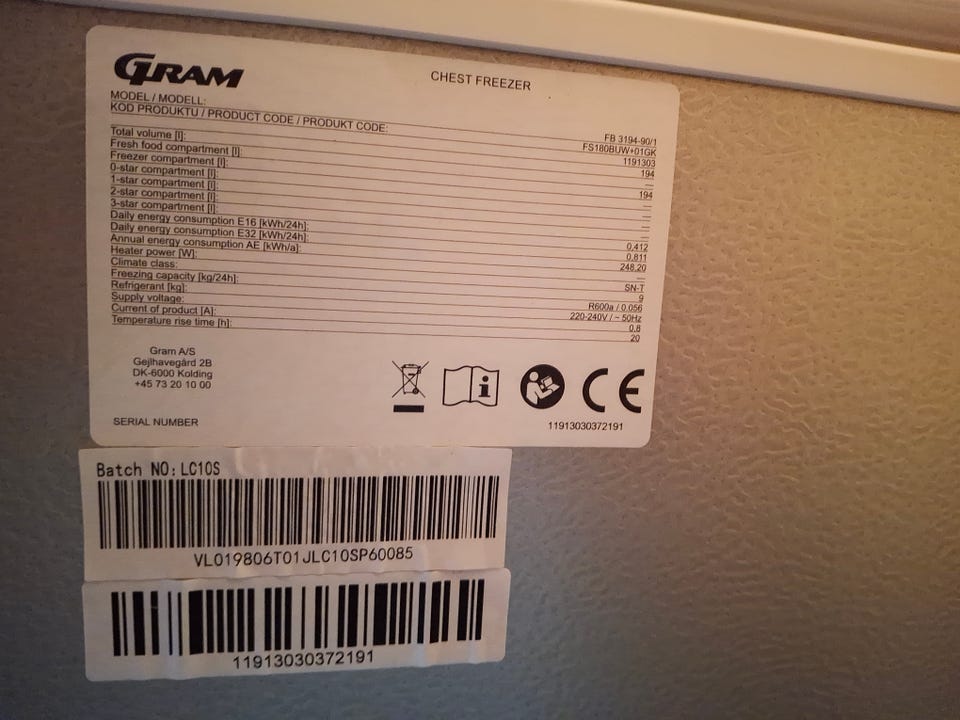 GRAM
CHEST FREEZER
MODEL / MODELL:
FB 3194-90/1
KOD PRODUKTU / PRODUCT CODE / PRODUKT CODE:
FS180BUW+01GK
1191303
Total volume [l]: 194
Fresh food compartment [l]: —
Freezer compartment [l]: 194
0-star compartment [l]: —
1-star compartment [l]: —
2-star compartment [l]: —
3-star compartment [l]: —
Daily energy consumption E16 [kWh/24h]: 0,412
Daily energy consumption E32 [kWh/24h]: 0,811
Annual energy consumption AE [kWh/a]: 248,20
Heater power [W]: —
Climate class: SN-T
Freezing capacity [kg/24h]: 9
Refrigerant [kg]: R600a / 0.056
Supply voltage: 220-240V / ~ 50Hz
Current of product [A]: 0,8
Temperature rise time [h]: 20
Gram A/S
Gejlhavegård 2B
DK-6000 Kolding
+45 73 20 10 00
i
CE
SERIAL NUMBER
11913030372191
Batch NO: LC10S
VL019806T01JLC10SP60085
11913030372191